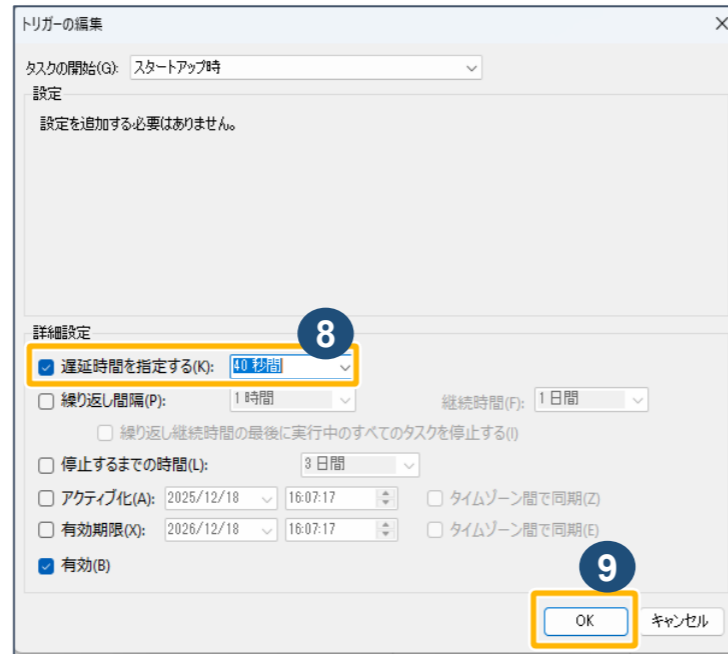 トリガーの編集
タスクの開始(G): スタートアップ時
設定
設定を追加する必要はありません。
詳細設定
8
遅延時間を指定する(K): 40 秒間
繰り返し間隔(P): 1 時間 継続時間(F): 1 日間
繰り返し継続時間の最後に実行中のすべてのタスクを停止する(I)
停止するまでの時間(L): 3 日間
アクティブ化(A): 2025/12/18 16:07:17 タイムゾーン間で同期(Z)
有効期限(X): 2026/12/18 16:07:17 タイムゾーン間で同期(E)
有効(B)
9
OK キャンセル